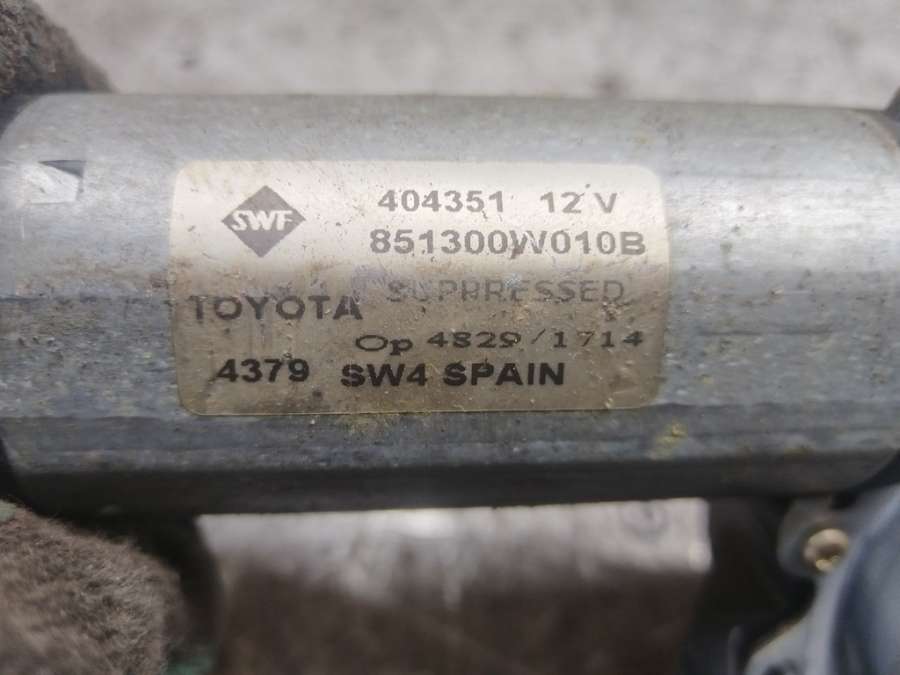 SWF
404351 12 V
851300W010B
SUPPRESSED
TOYOTA
Op 4829/1714
4379 SW4 SPAIN